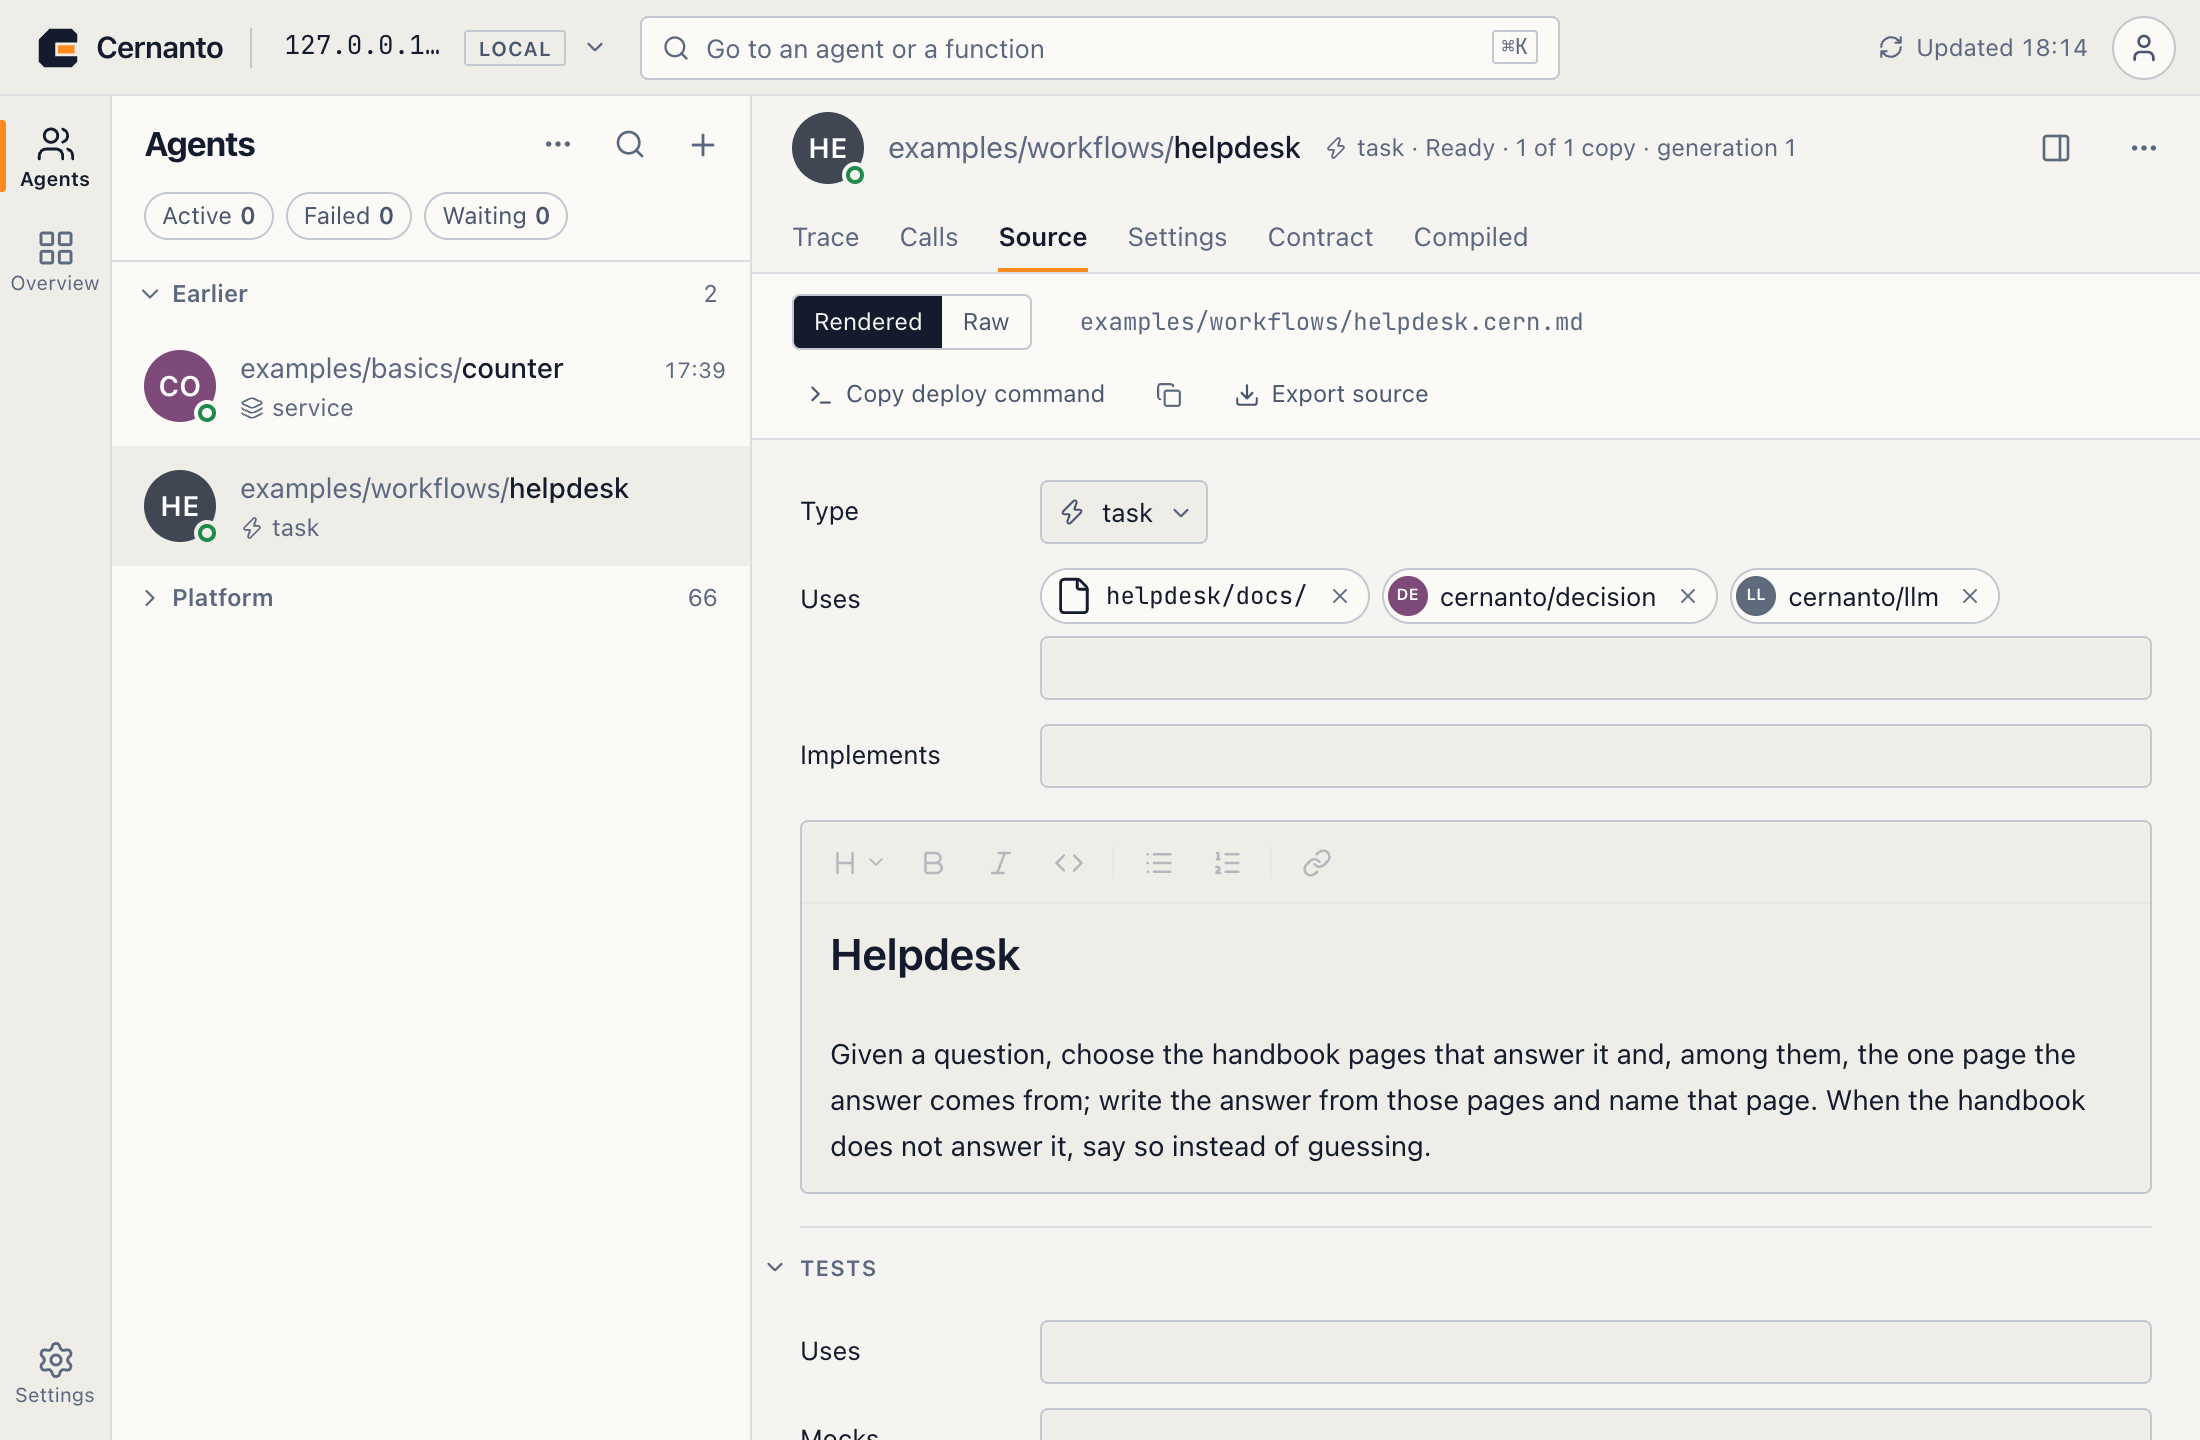 Cernanto
127.0.0.1…
LOCAL
Go to an agent or a function
⌘K
Updated 18:14
Agents
Overview
Settings
Agents
Active 0
Failed 0
Waiting 0
Earlier
2
CO
examples/basics/counter
17:39
service
HE
examples/workflows/helpdesk
task
Platform
66
HE
examples/workflows/helpdesk
task · Ready · 1 of 1 copy · generation 1
Trace
Calls
Source
Settings
Contract
Compiled
Rendered
Raw
examples/workflows/helpdesk.cern.md
Copy deploy command
Export source
Type
task
Uses
helpdesk/docs/
DE
cernanto/decision
LL
cernanto/llm
Implements
H
B
I
Helpdesk
Given a question, choose the handbook pages that answer it and, among them, the one page the
answer comes from; write the answer from those pages and name that page. When the handbook
does not answer it, say so instead of guessing.
TESTS
Uses
Mocks